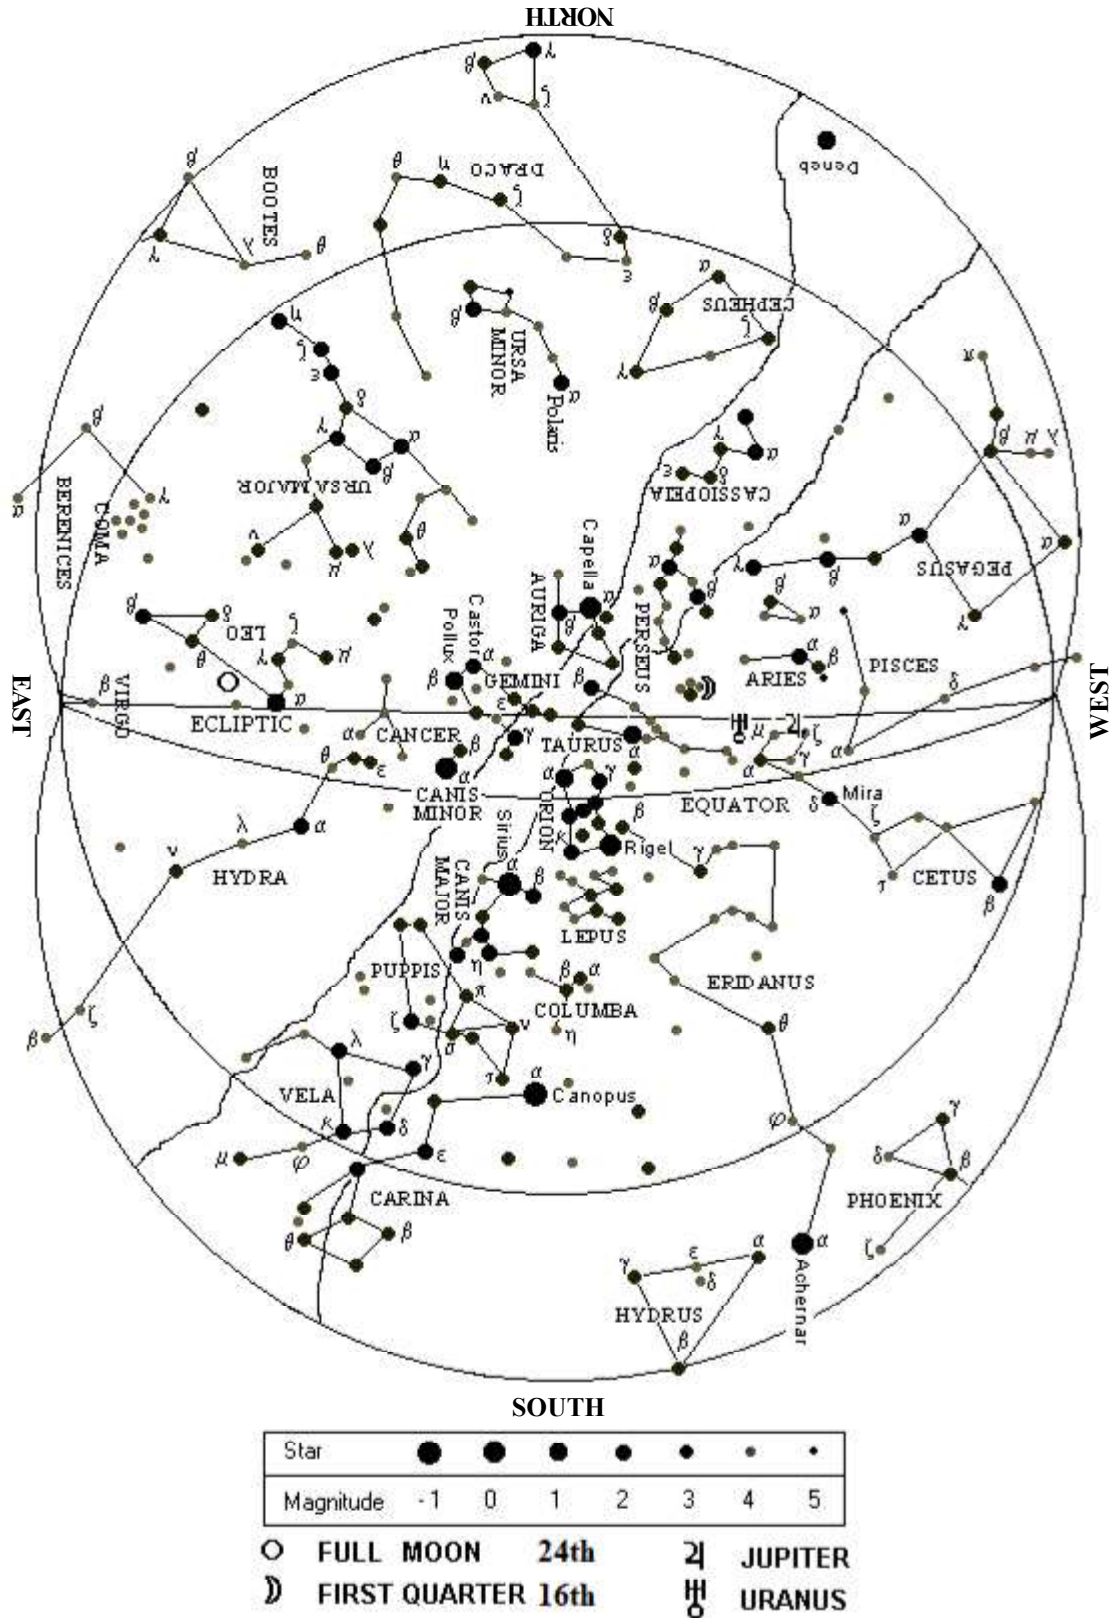 NORTH
γ
β
ν ξ
Deneb
β
BOOTES
θ η DRACO
ζ
γ
λ θ
δ
ε
α
β CEPHEUS
ζ
γ
η
ζ
ε
β URSA MINOR
α
Polaris
π
δ
γ α
β
URSA MAJOR
β
BERENICES
COMA
α γ
γ
α
ε δ
CASSIOPEIA
β μ λ
θ
ν
μ λ
Capella
α
α
PEGASUS
γ β α
β δ
LEO
θ
ζ
γ μ
α
AURIGA
β
α
PERSEUS
α
β
β
α
γ
Castor
Pollux
α
β
GEMINI
β
α
β
ARIES
PISCES
δ
EAST
β
VIRGO
ECLIPTIC
α
CANCER
ε
γ
TAURUS
α
μ
ζ
γ
α
α
WEST
θ
ε
β
α
CANIS
MINOR
α γ
ORION
κ
β
EQUATOR
δ Mira
ζ
λ α
ν
HYDRA
Sirius
α
β
Rigel
γ
τ
CETUS
β
CANIS
MAJOR
LEPUS
PUPPIS
η
β α
ERIDANUS
π
COLUMBA
ζ
β
ζ
σ
ν
η
θ
λ
γ
τ
α
Canopus
VELA
κ
δ
μ
φ
ε
φ
γ
δ
β
CARINA
PHOENIX
θ
β
ζ
γ
ε
δ
α
α
Achernar
HYDRUS
β
SOUTH
Star
Magnitude -1 0 1 2 3 4 5
FULL MOON 24th JUPITER
FIRST QUARTER 16th URANUS